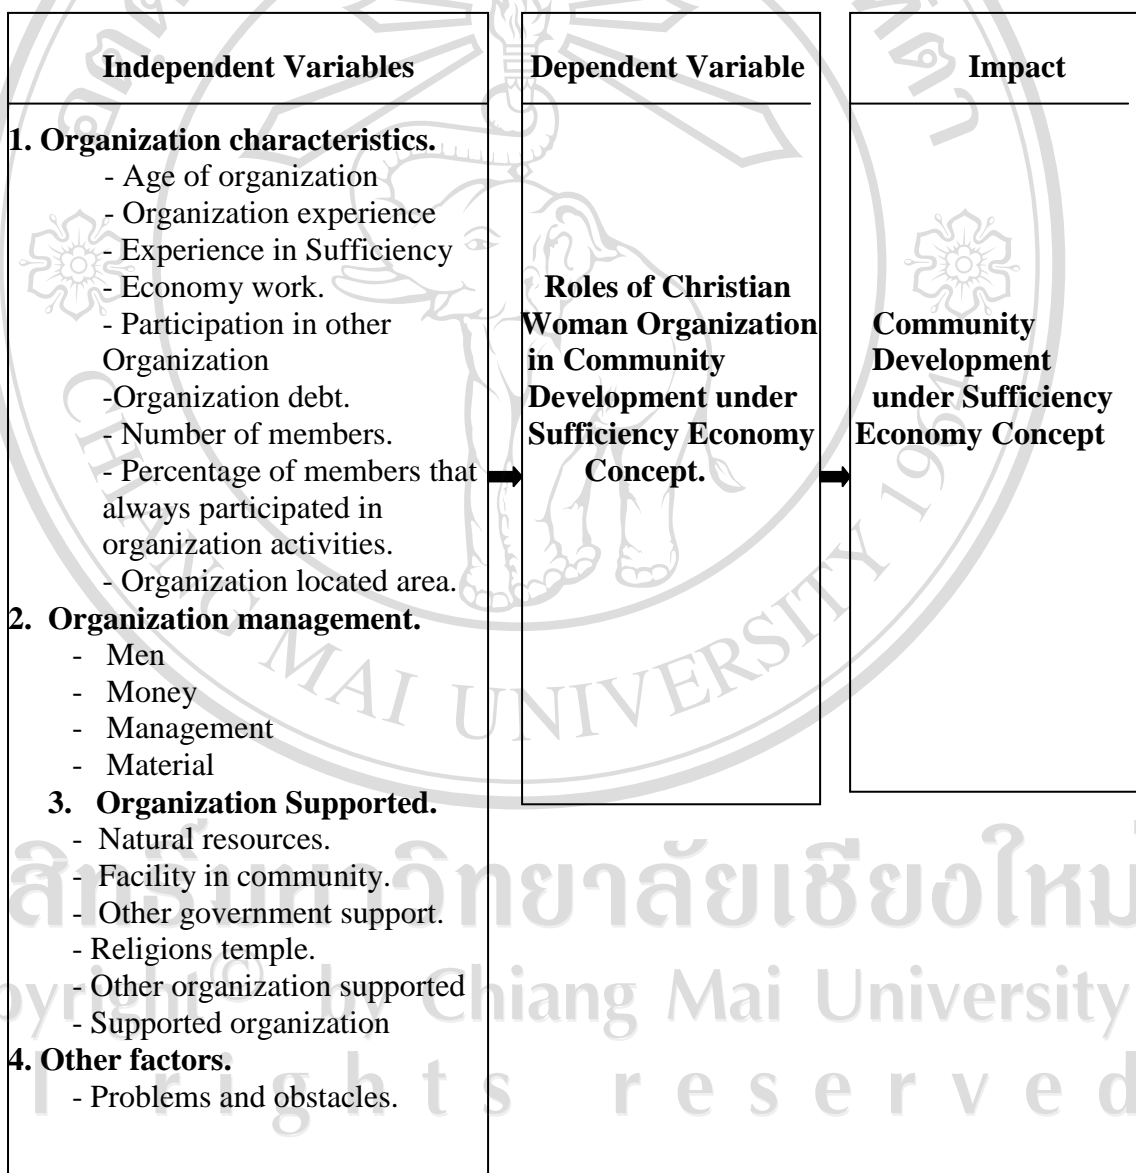 Independent Variables
1. Organization characteristics.
- Age of organization
- Organization experience
- Experience in Sufficiency
- Economy work.
- Participation in other
Organization
-Organization debt.
- Number of members.
- Percentage of members that
always participated in
organization activities.
- Organization located area.
2. Organization management.
- Men
- Money
- Management
- Material
3. Organization Supported.
- Natural resources.
- Facility in community.
- Other government support.
- Religions temple.
- Other organization supported
- Supported organization
4. Other factors.
- Problems and obstacles.
Dependent Variable
Roles of Christian
Woman Organization
in Community
Development under
Sufficiency Economy
Concept.
Impact
Community
Development
under Sufficiency
Economy Concept
CHIANG MAI UNIVERSITY 1964
สิทธิ์มหาวิทยาลัยเชียงใหม่
pyright© by Chiang Mai University
l rights reserved